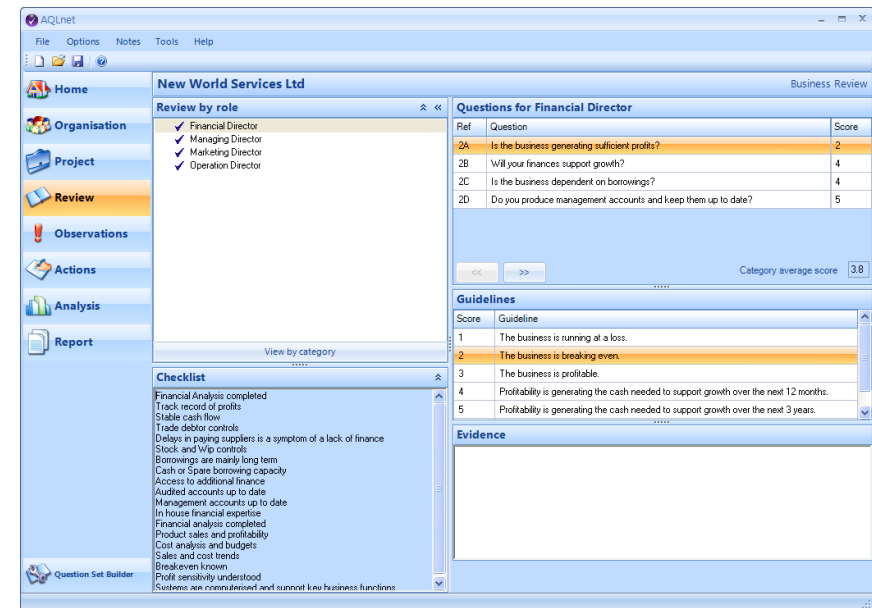 AQLnet
File Options Notes Tools Help
Home
Organisation
Project
Review
Observations
Actions
Analysis
Report
Question Set Builder
New World Services Ltd
Business Review
Review by role
Financial Director
Managing Director
Marketing Director
Operation Director
View by category
Checklist
Financial Analysis completed
Track record of profits
Stable cash flow
Trade debtor controls
Delays in paying suppliers is a symptom of a lack of finance
Stock and Wip controls
Borrowings are mainly long term
Cash or Spare borrowing capacity
Access to additional finance
Audited accounts up to date
Management accounts up to date
In house financial expertise
Financial analysis completed
Product sales and profitability
Cost analysis and budgets
Sales and cost trends
Breakeven known
Profit sensitivity understood
Systems are computerised and support key business functions
Questions for Financial Director
Ref Question Score
2A Is the business generating sufficient profits? 2
2B Will your finances support growth? 4
2C Is the business dependent on borrowings? 4
2D Do you produce management accounts and keep them up to date? 5
<< >> Category average score 3.8
Guidelines
Score Guideline
1 The business is running at a loss.
2 The business is breaking even.
3 The business is profitable.
4 Profitability is generating the cash needed to support growth over the next 12 months.
5 Profitability is generating the cash needed to support growth over the next 3 years.
Evidence